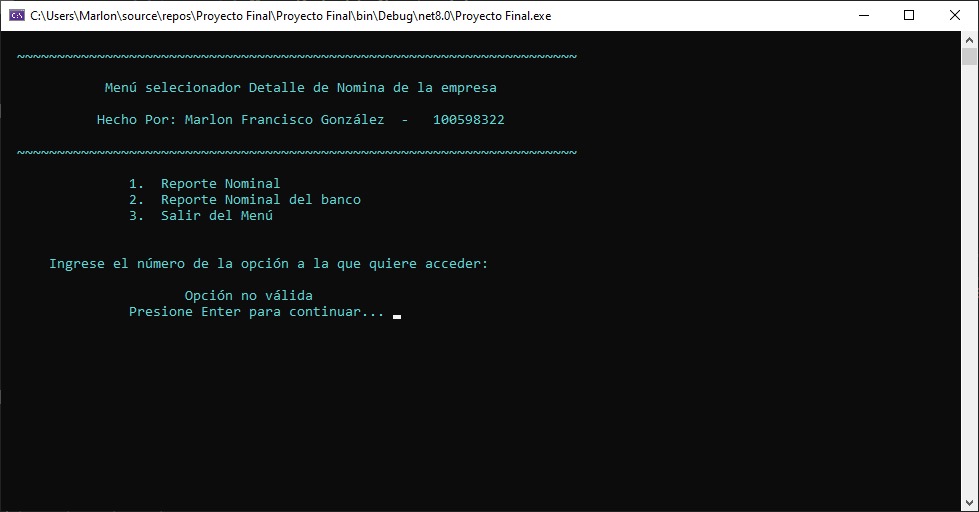 C:\Users\Marlon\source\repos\Proyecto Final\Proyecto Final\bin\Debug\net8.0\Proyecto Final.exe
~~~~~~~~~~~~~~~~~~~~~~~~~~~~~~~~~~~~~~~~~~~~~~~~~~~~~~~~~~~~~~~~~~~~~~
Menú selecionador Detalle de Nomina de la empresa
Hecho Por: Marlon Francisco González - 100598322
~~~~~~~~~~~~~~~~~~~~~~~~~~~~~~~~~~~~~~~~~~~~~~~~~~~~~~~~~~~~~~~~~~~~~~
1. Reporte Nominal
2. Reporte Nominal del banco
3. Salir del Menú
Ingrese el número de la opción a la que quiere acceder:
Opción no válida
Presione Enter para continuar...